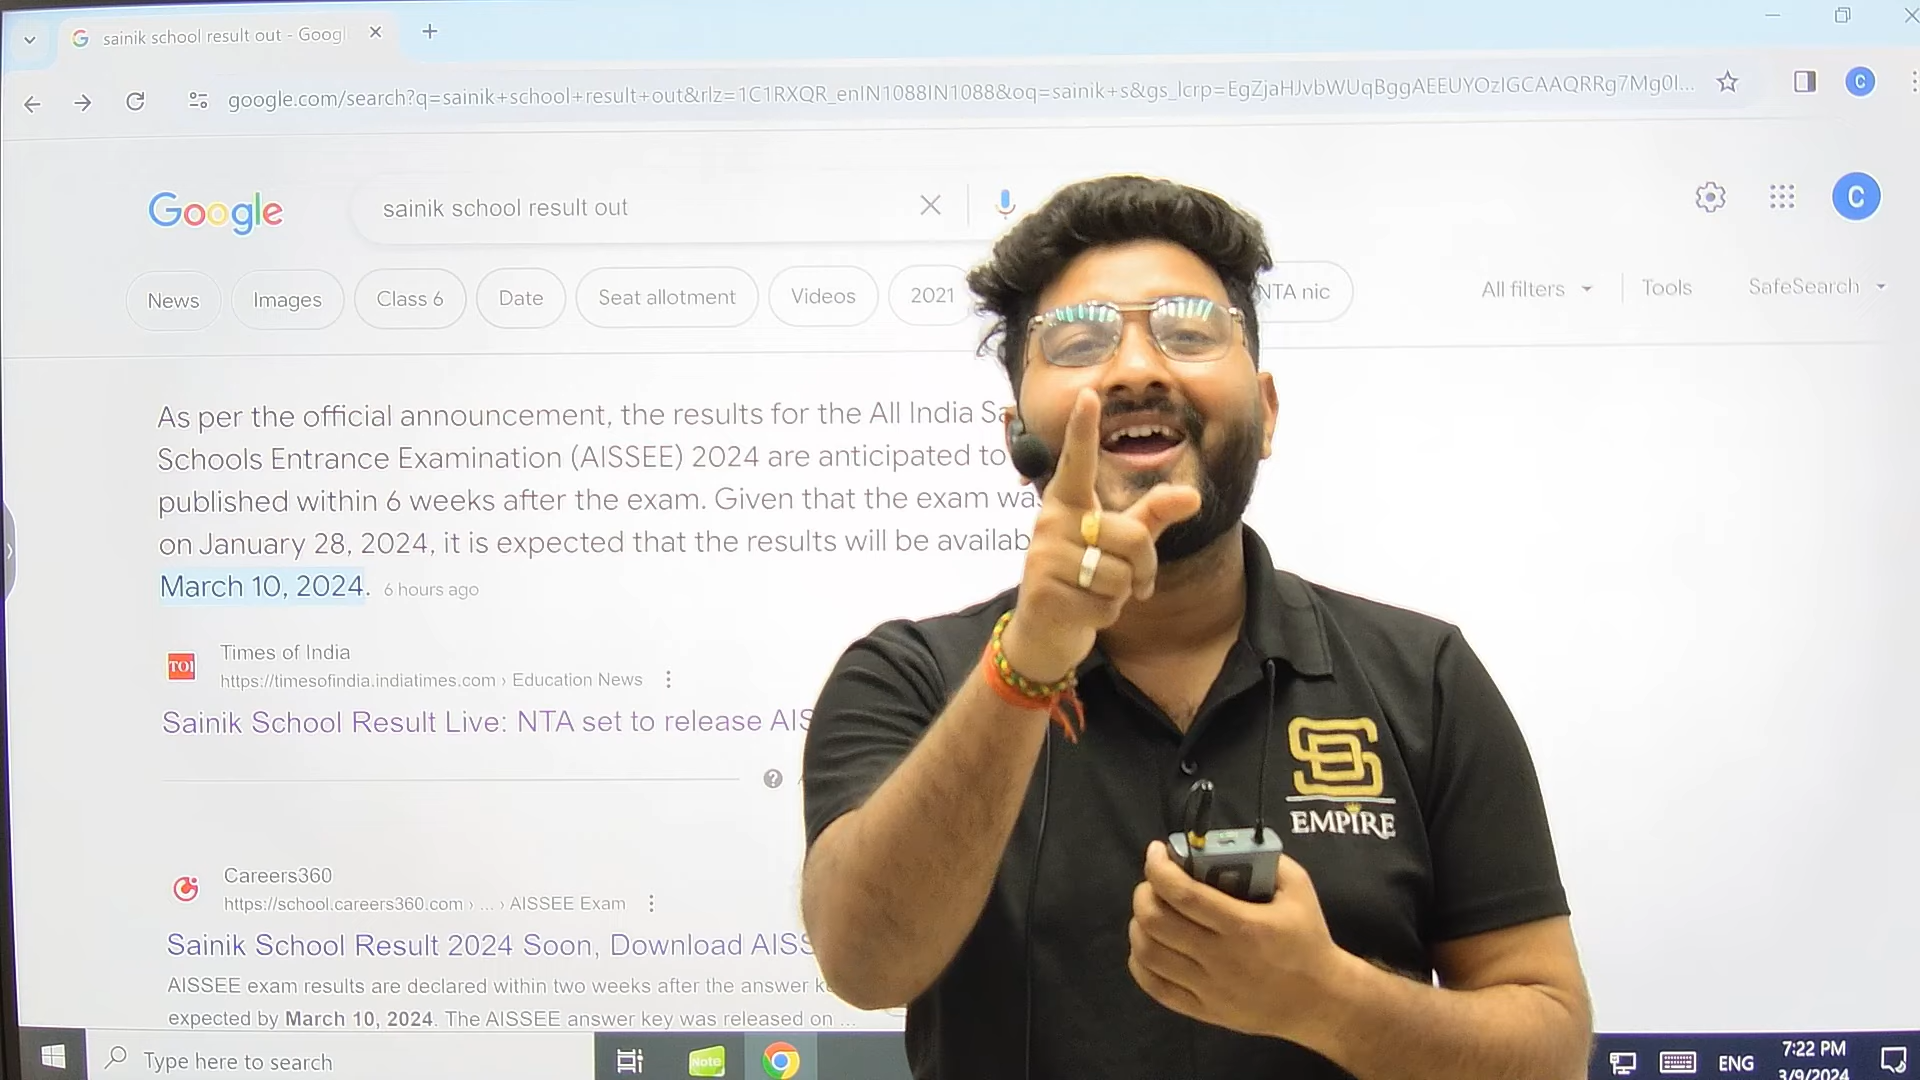 sainik school result out - Googl
google.com/search?q=sainik+school+result+out&rlz=1C1RXQR_enIN1088IN1088&oq=sainik+s&gs_lcrp=EgZjaHJvbWUqBggAEEUYOzIGCAAQRRg7Mg0I...
C
Google
sainik school result out
C
News
Images
Class 6
Date
Seat allotment
Videos
2021
NTA nic
All filters
Tools
SafeSearch
As per the official announcement, the results for the All India Sa
Schools Entrance Examination (AISSEE) 2024 are anticipated to
published within 6 weeks after the exam. Given that the exam was
on January 28, 2024, it is expected that the results will be availab
March 10, 2024. 6 hours ago
TOI
Times of India
https://timesofindia.indiatimes.com › Education News
Sainik School Result Live: NTA set to release AIS
Careers360
https://school.careers360.com › ... › AISSEE Exam
Sainik School Result 2024 Soon, Download AISS
AISSEE exam results are declared within two weeks after the answer k
expected by March 10, 2024. The AISSEE answer key was released on ...
EMPIRE
Type here to search
Note
ENG
7:22 PM
3/9/2024